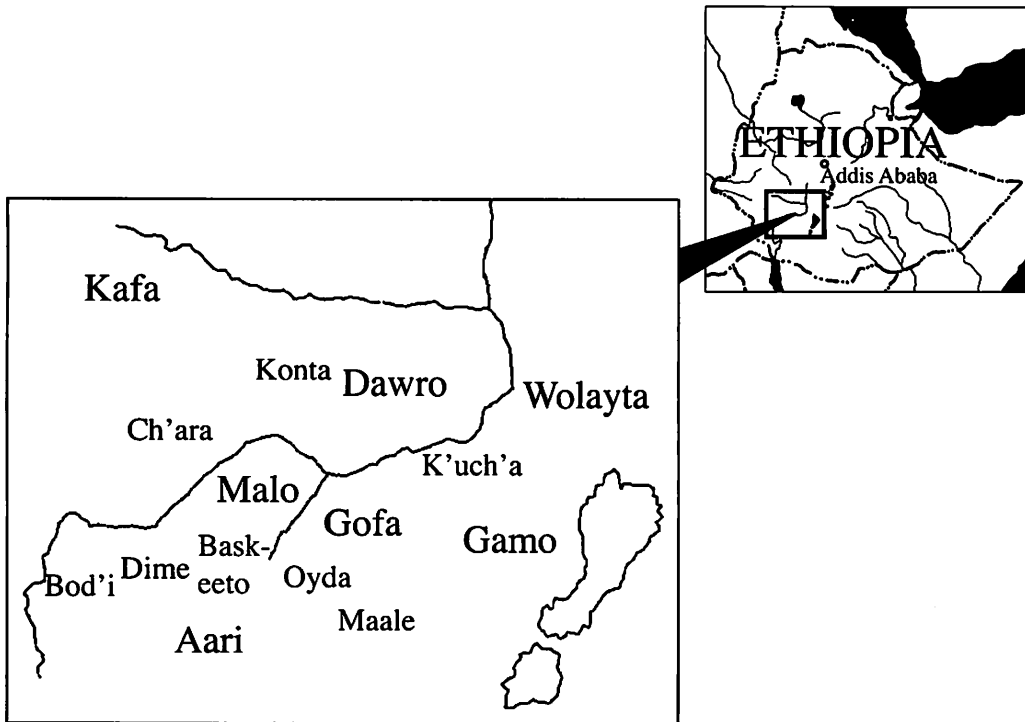 ETHIOPIA
Addis Ababa
Kafa
Konta
Dawro
Wolayta
Ch'ara
K'uch'a
Malo
Gofa
Gamo
Bask-
eeto
Dime
Bod'i
Oyda
Maale
Aari